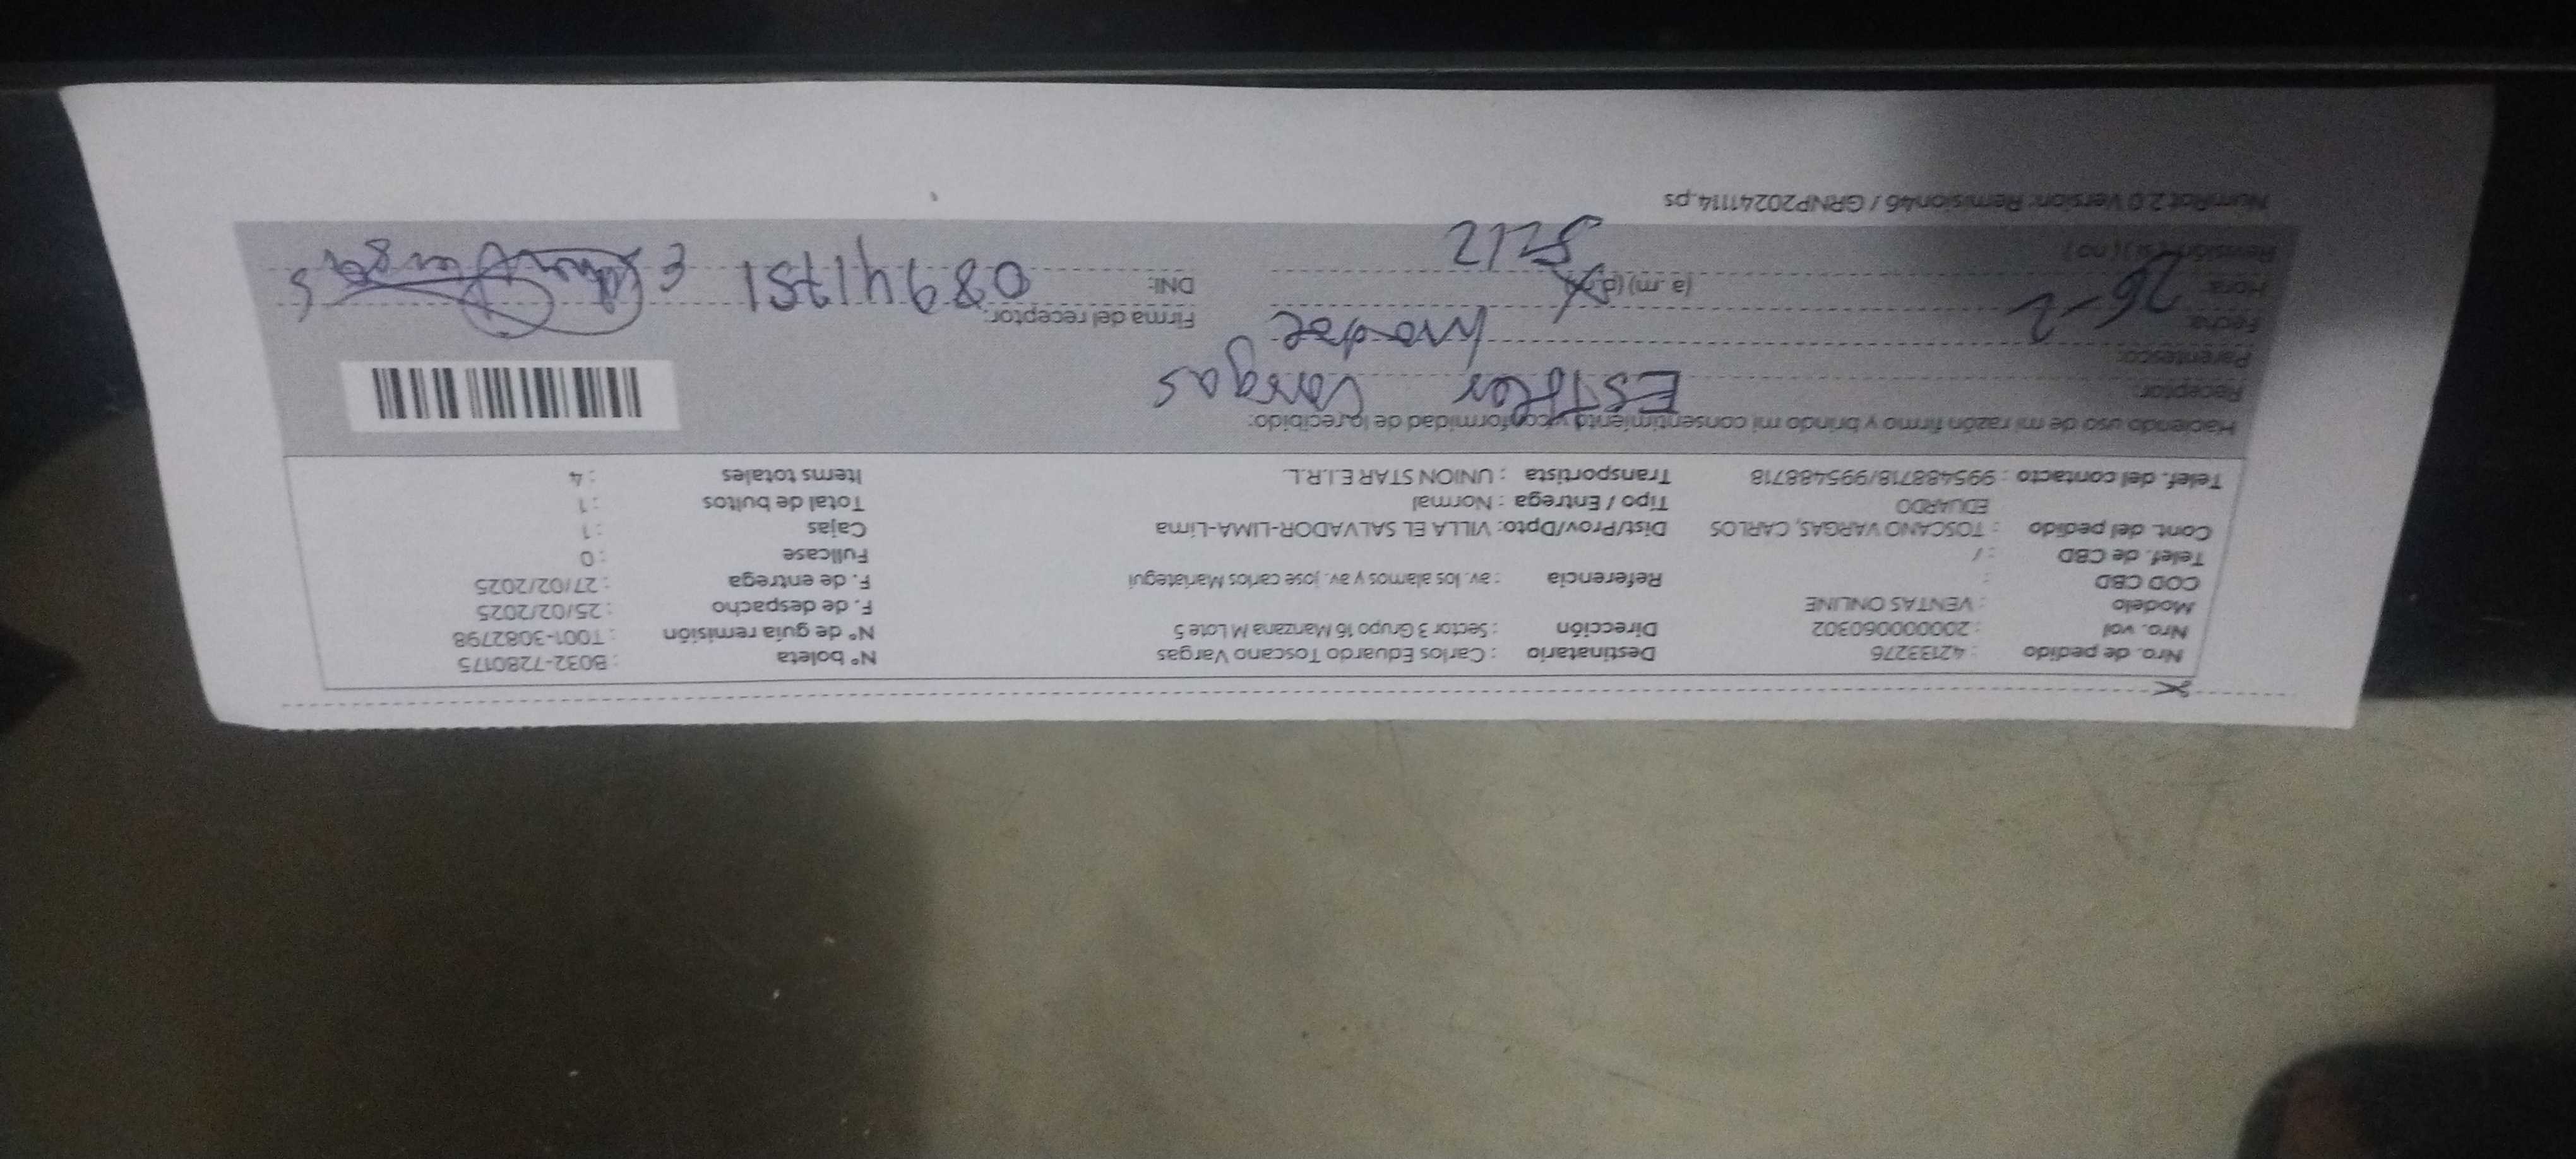 Nro. de pedido : 42133276 Destinatario : Carlos Eduardo Toscano Vargas N° boleta : B032-7280175
Nro. vol : 20000060302 Dirección : Sector 3 Grupo 16 Manzana M Lote 5 N° de guía remisión : T001-3082798
Modelo : VENTAS ONLINE F. de despacho : 25/02/2025
COD CBD : Referencia : av. los alamos y av. jose carlos Mariategui F. de entrega : 27/02/2025
Telef. de CBD : / Fullcase : 0
Cont. del pedido : TOSCANO VARGAS, CARLOS Dist/Prov/Dpto: VILLA EL SALVADOR-LIMA-Lima Cajas : 1
EDUARDO Tipo / Entrega : Normal Total de bultos : 1
Telef. del contacto : 995488718/995488718 Transportista : UNION STAR E.I.R.L. Items totales : 4
Haciendo uso de mi razón firmo y brindo mi consentimiento y conformidad de lo recibido:
Receptor: ESTHER Vargas
Parentesco: madre
Fecha: 26-2 Firma del receptor:
Hora: (a. m) (p. m) DNI: 08941751
Revisión ( si ) ( no )
NumRot 2.0 Version: Remision46 / GRNP20241114.ps